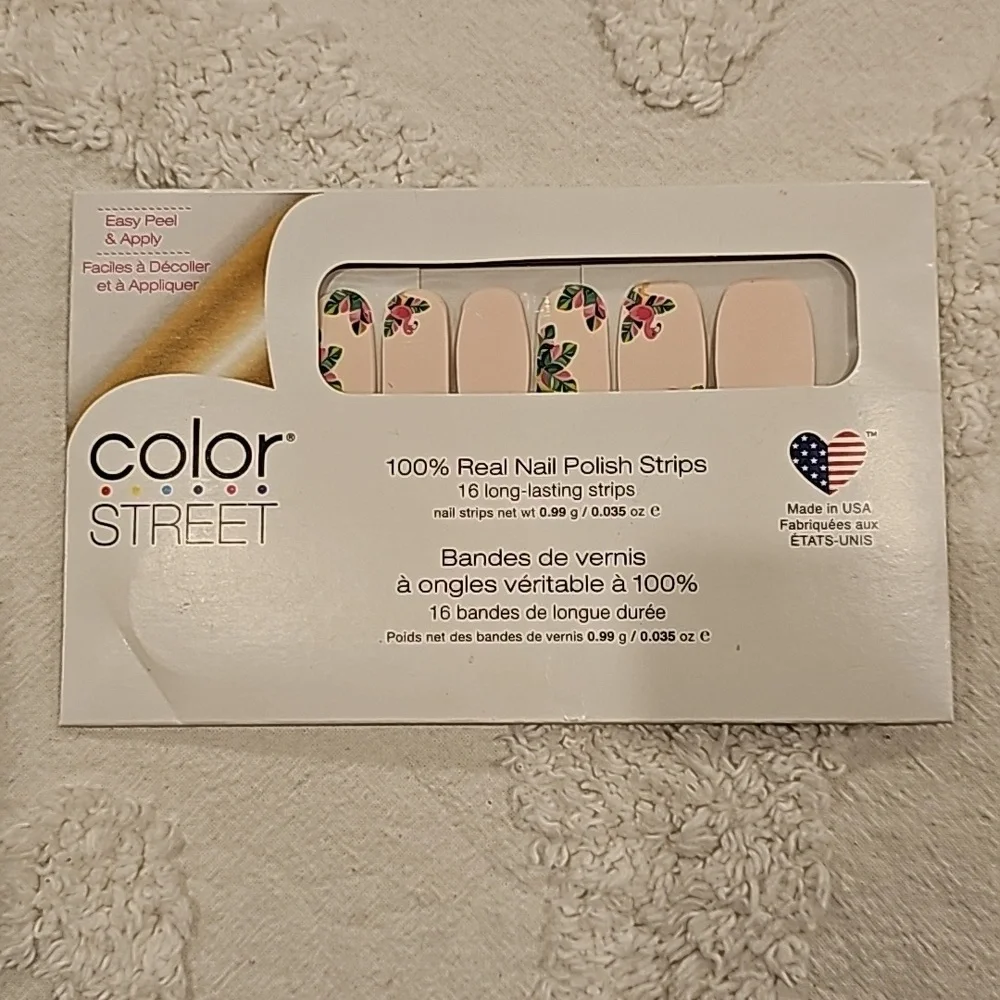 Easy Peel
& Apply
Faciles à Décoller
et à Appliquer
color®
STREET
100% Real Nail Polish Strips
16 long-lasting strips
nail strips net wt 0.99 g / 0.035 oz e
Bandes de vernis
à ongles véritable à 100%
16 bandes de longue durée
Poids net des bandes de vernis 0.99 g / 0.035 oz e
TM
Made in USA
Fabriquées aux
ÉTATS-UNIS